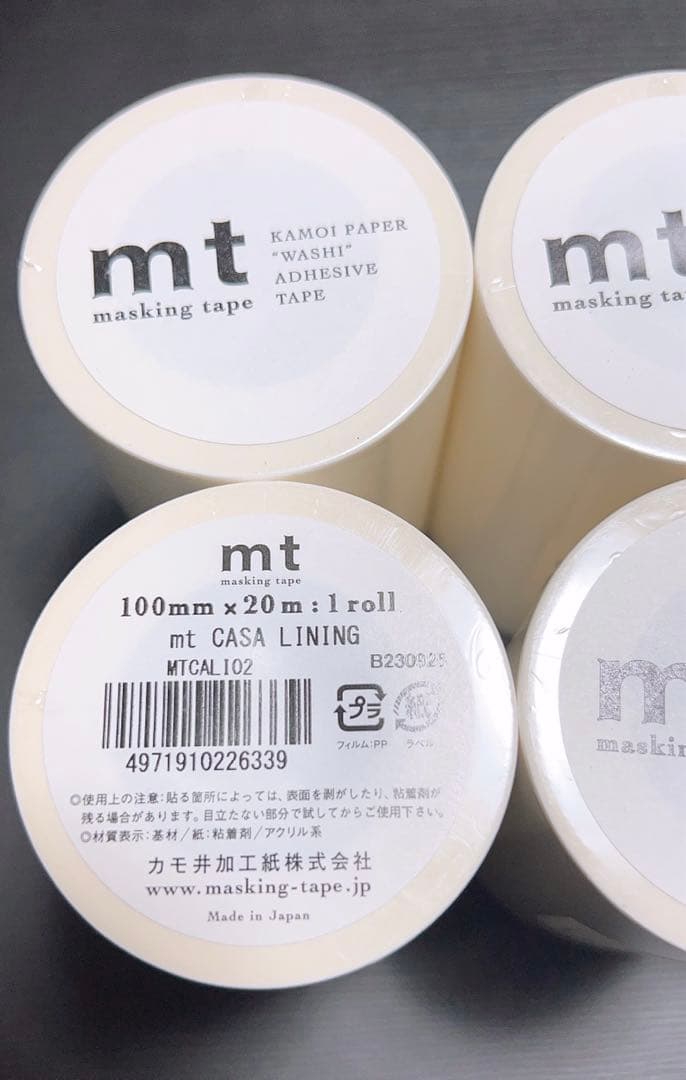 mt
masking tape
KAMOI PAPER
"WASHI"
ADHESIVE
TAPE
mt
masking ta
mt
masking tape
100mm×20m:1roll
mt CASA LINING
MTCALI02
B230925
プラ
紙
フィルム:PP
ラベル
4971910226339
◎使用上の注意:貼る箇所によっては、表面を剥がしたり、粘着剤が
残る場合があります。目立たない部分で試してからご使用下さい。
◎材質表示:基材/紙:粘着剤/アクリル系
カモ井加工紙株式会社
www.masking-tape.jp
Made in Japan
m
maskin